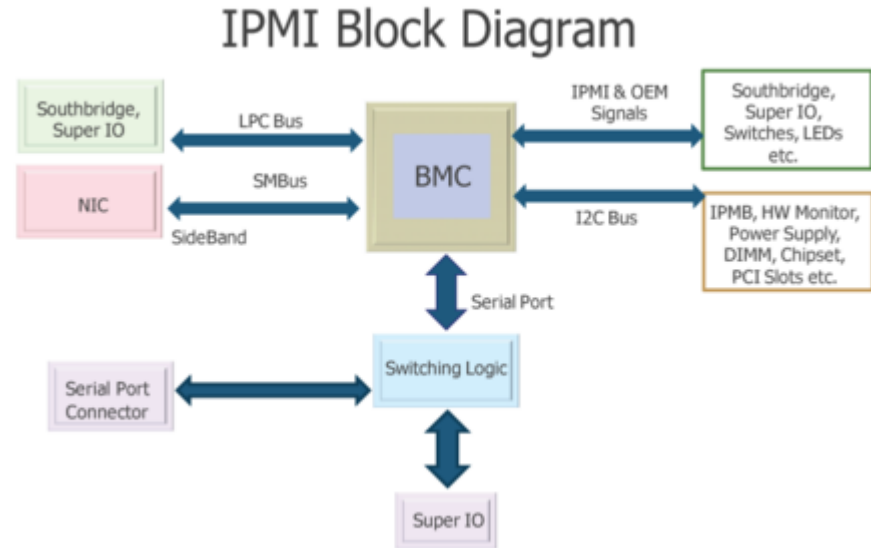 IPMI Block Diagram
Southbridge,
Super IO
LPC Bus
NIC
SMBus
SideBand
BMC
IPMI & OEM
Signals
Southbridge,
Super IO,
Switches, LEDs
etc.
I2C Bus
IPMB, HW Monitor,
Power Supply,
DIMM, Chipset,
PCI Slots etc.
Serial Port
Switching Logic
Serial Port
Connector
Super IO